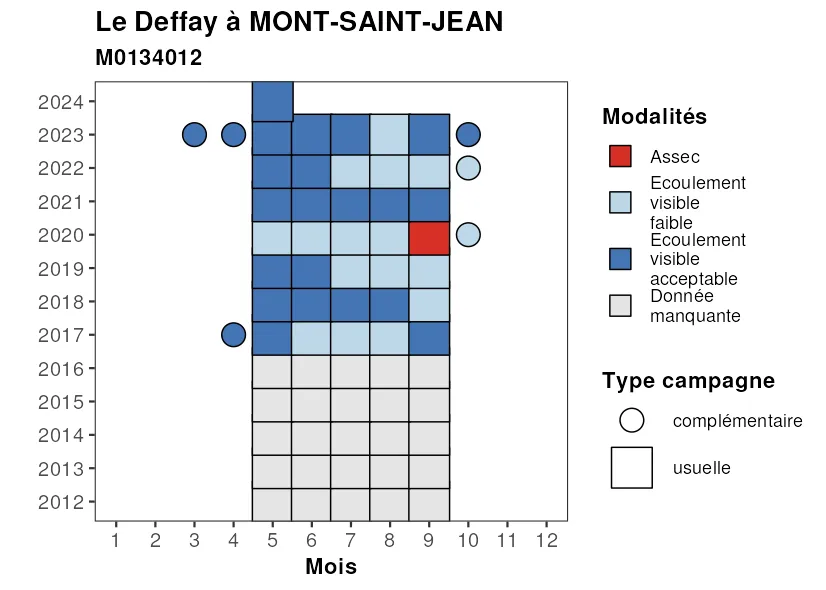 Le Deffay à MONT-SAINT-JEAN
M0134012
2024
2023
2022
2021
2020
2019
2018
2017
2016
2015
2014
2013
2012
1 2 3 4 5 6 7 8 9 10 11 12
Mois
Modalités
Assec
Ecoulement
visible
faible
Ecoulement
visible
acceptable
Donnée
manquante
Type campagne
complémentaire
usuelle